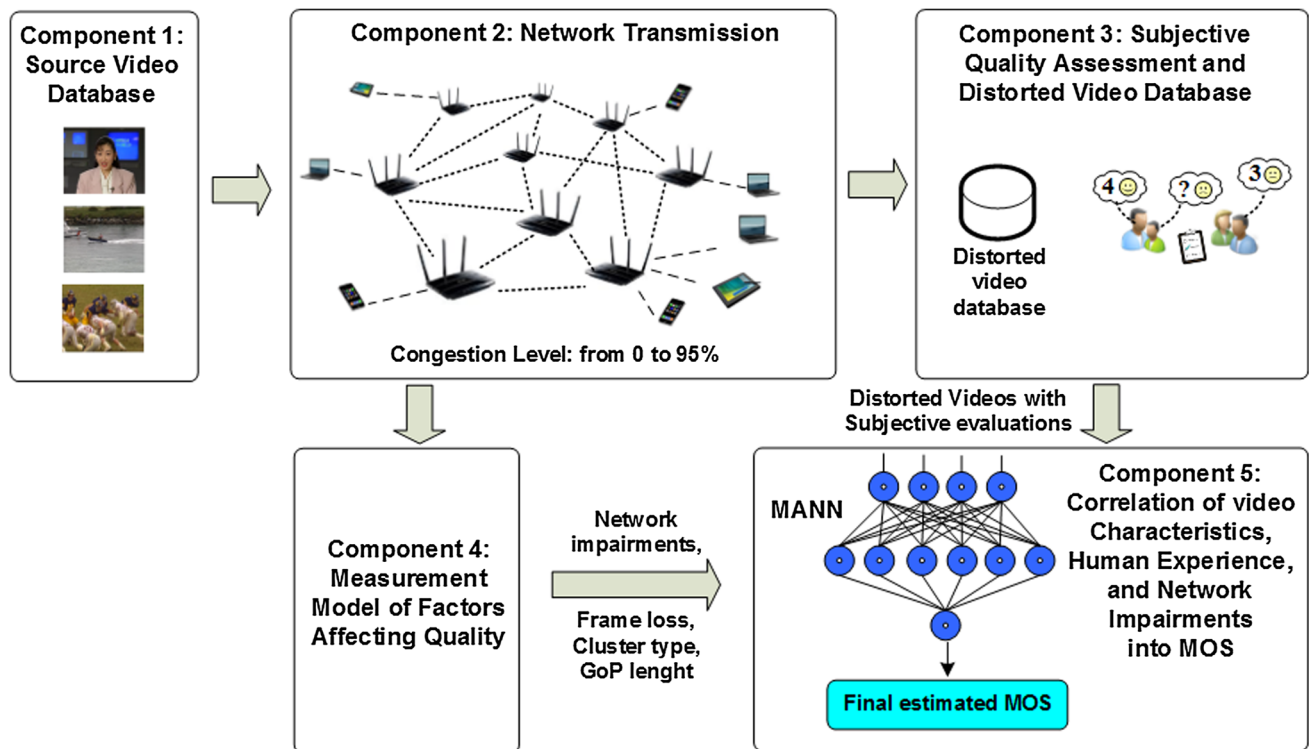 Component 1:
Source Video
Database
Component 2: Network Transmission
Congestion Level: from 0 to 95%
Component 3: Subjective
Quality Assessment and
Distorted Video Database
4
?
3
Distorted
video
database
Distorted Videos with
Subjective evaluations
Component 4:
Measurement
Model of Factors
Affecting Quality
Network
impairments,
Frame loss,
Cluster type,
GoP lenght
MANN
Component 5:
Correlation of video
Characteristics,
Human Experience,
and Network
Impairments
into MOS
Final estimated MOS